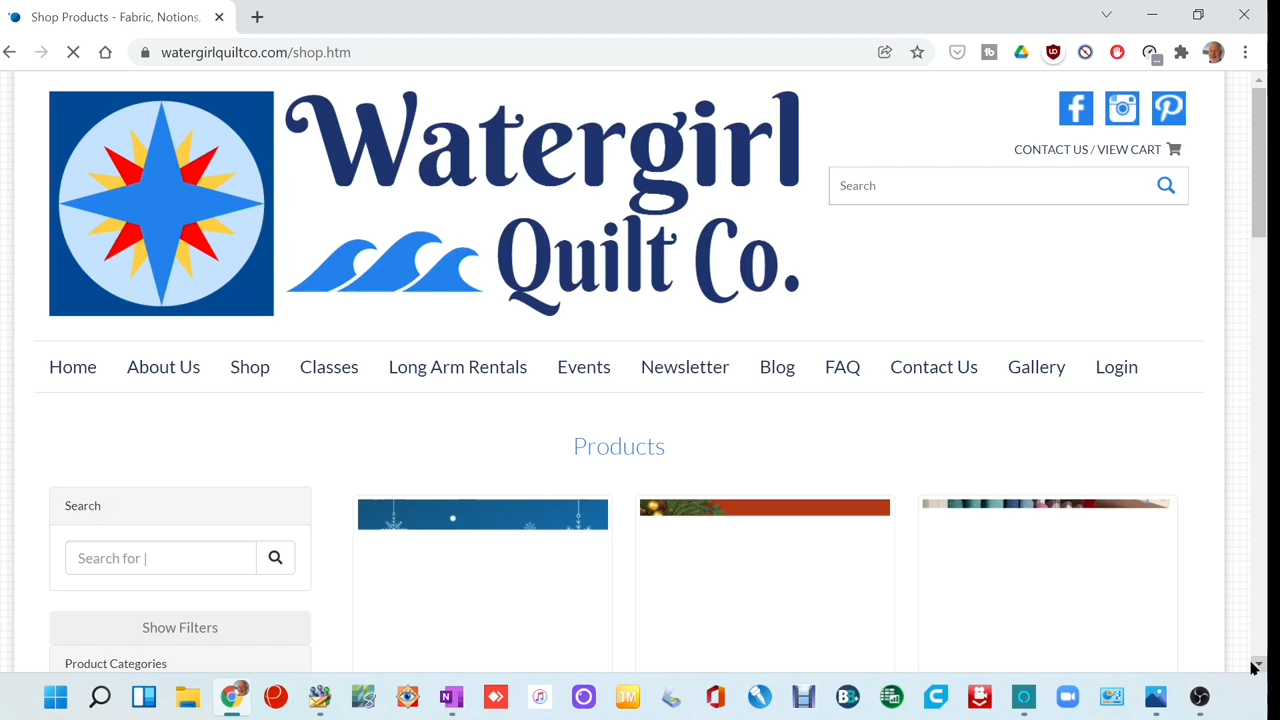 Shop Products - Fabric, Notions,
watergirlquiltco.com/shop.htm
Watergirl
Quilt Co.
CONTACT US / VIEW CART
Search
Home About Us Shop Classes Long Arm Rentals Events Newsletter Blog FAQ Contact Us Gallery Login
Products
Search
Search for |
Show Filters
Product Categories